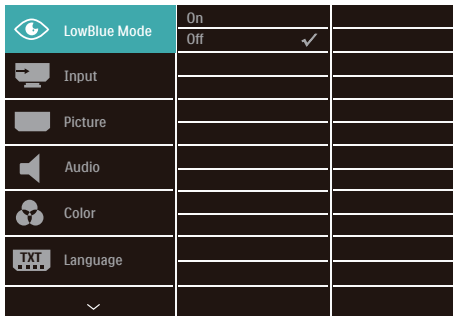 LowBlue Mode
On
Off
Input
Picture
Audio
Color
TXT
Language